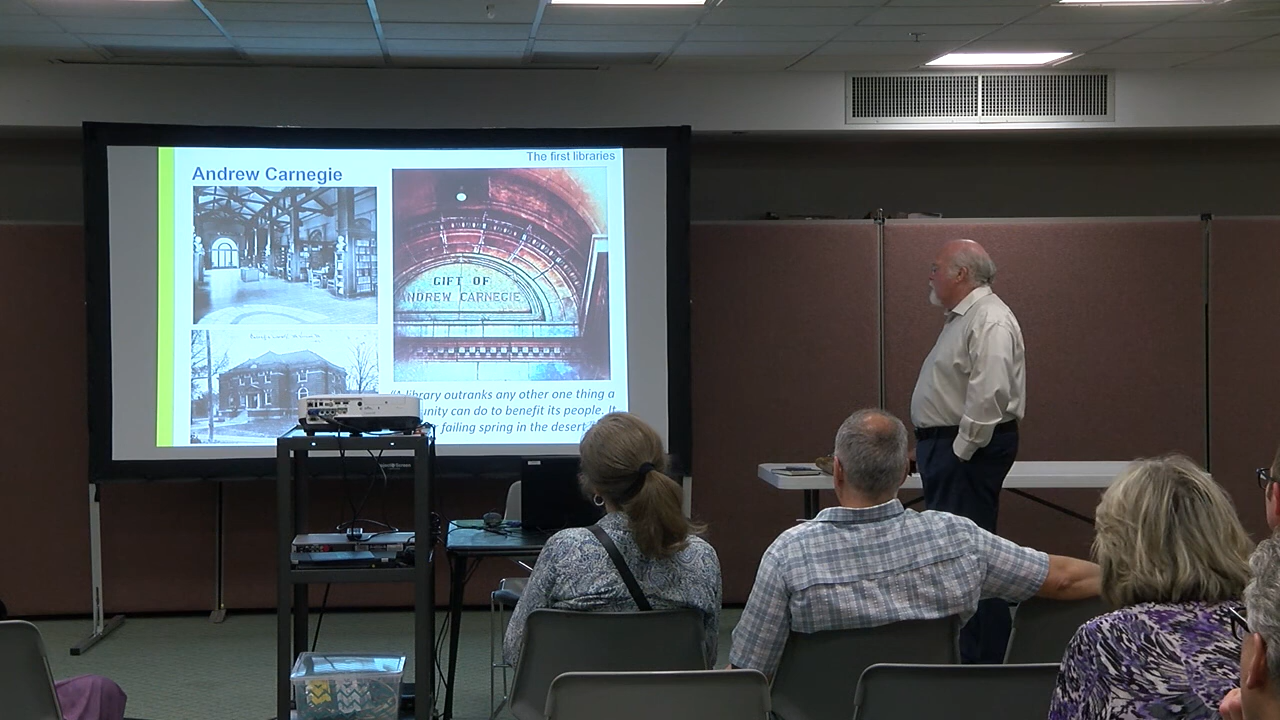 The first libraries
Andrew Carnegie
GIFT OF
ANDREW CARNEGIE
library outranks any other one thing a
can do to benefit its people. It
failing spring in the desert